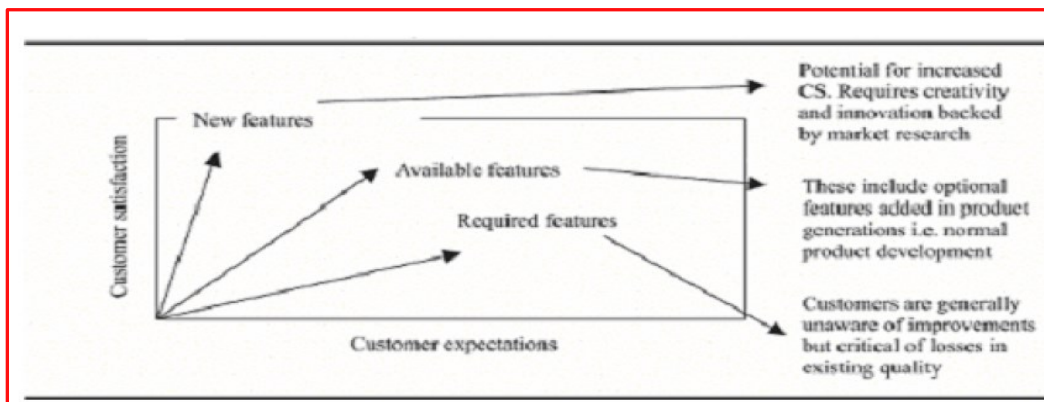 Potential for increased
CS. Requires creativity
and innovation backed
by market research
New features
Available features
These include optional
features added in product
generations i.e. normal
product development
Required features
Customer satisfaction
Customers are generally
unaware of improvements
but critical of losses in
existing quality
Customer expectations